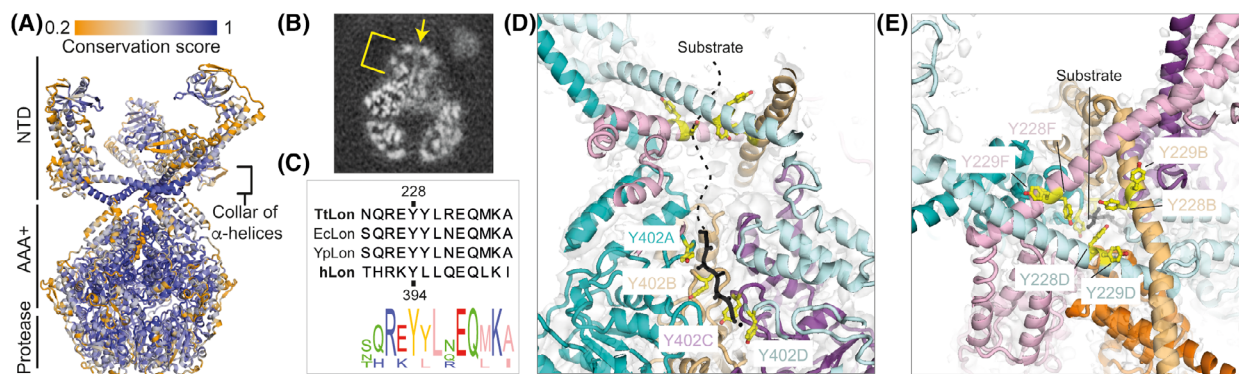 (A)
0.2
1
Conservation score
NTD
AAA+
Protease
Collar of
α-helices
(B)
(C)
228
TtLon NQREYYLREQMKA
EcLon SQREYYLNEQMKA
YpLon SQREYYLNEQMKA
hLon THRKYLLQEQLKI
394
SQREYYLNEQMKA
N
T H K L R L I
(D)
Substrate
Y402A
Y402B
Y402C
Y402D
(E)
Substrate
Y228F
Y229F
Y229B
Y228B
Y228D
Y229D